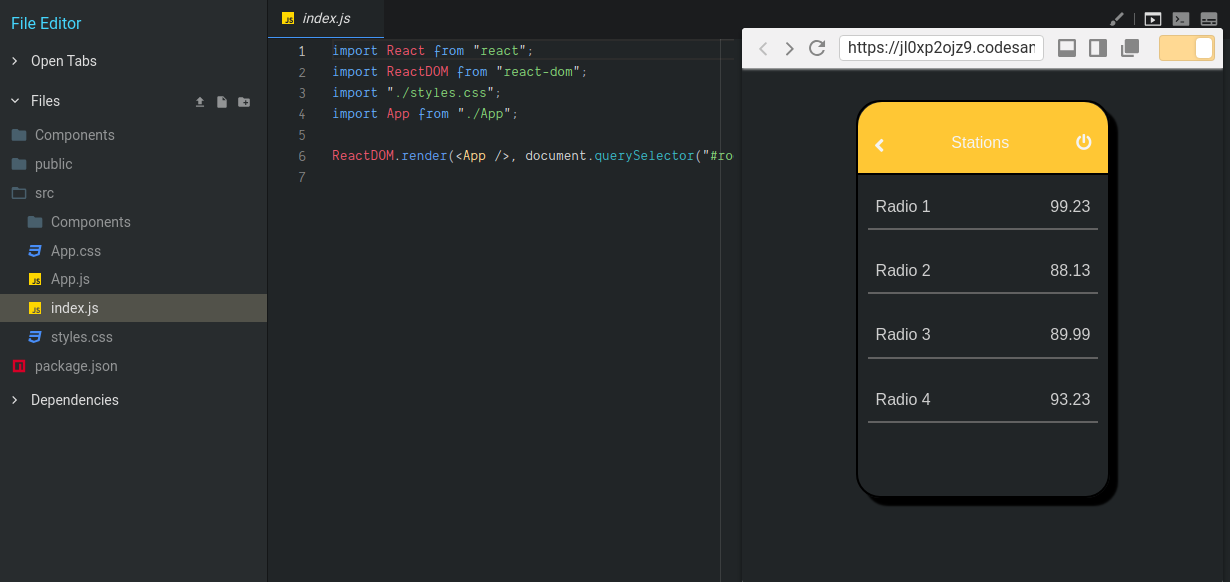 File Editor
Open Tabs
Files
Components
public
src
Components
App.css
App.js
index.js
styles.css
package.json
Dependencies
JS index.js
1 import React from "react";
2 import ReactDOM from "react-dom";
3 import "./styles.css";
4 import App from "./App";
5
6 ReactDOM.render(<App />, document.querySelector("#ro
7
https://jl0xp2ojz9.codesan
Stations
Radio 1 99.23
Radio 2 88.13
Radio 3 89.99
Radio 4 93.23